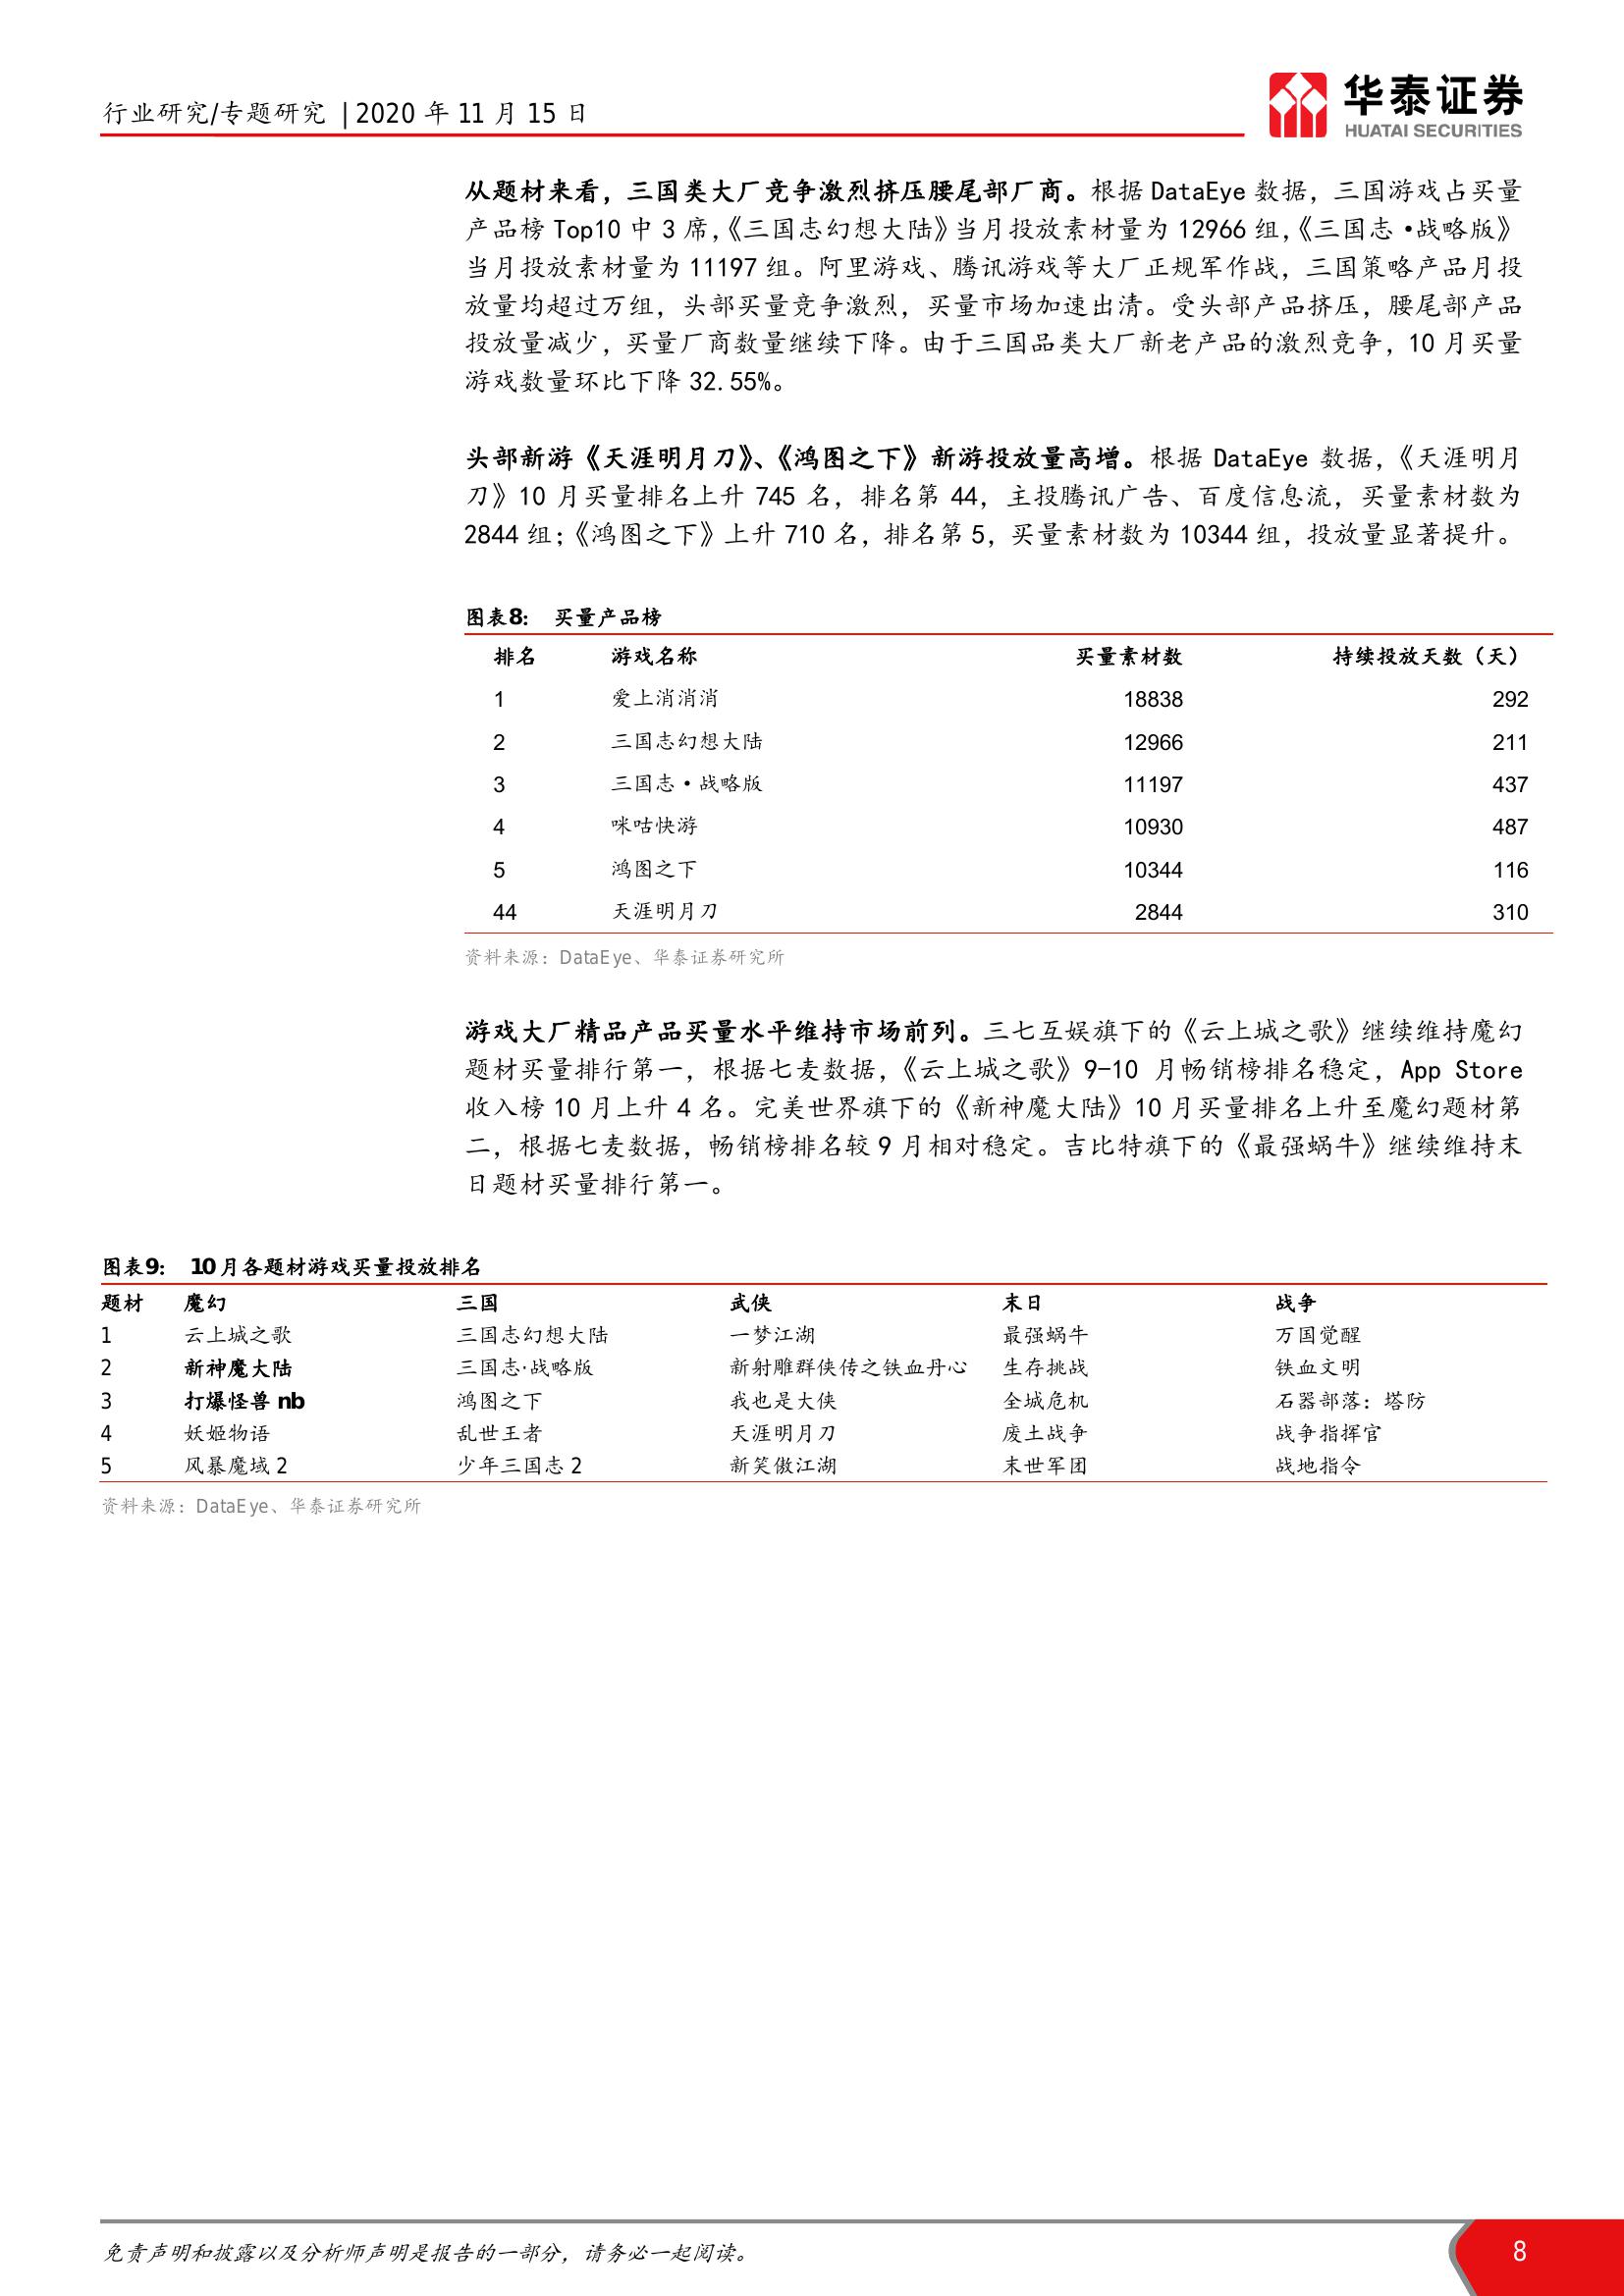 行业研究/专题研究 | 2020 年 11 月 15 日
华泰证券
HUATAI SECURITIES
从题材来看，三国类大厂竞争激烈挤压腰尾部厂商。根据 DataEye 数据，三国游戏占买量
产品榜 Top10 中 3 席，《三国志幻想大陆》当月投放素材量为 12966 组，《三国志·战略版》
当月投放素材量为 11197 组。阿里游戏、腾讯游戏等大厂正规军作战，三国策略产品月投
放量均超过万组，头部买量竞争激烈，买量市场加速出清。受头部产品挤压，腰尾部产品
投放量减少，买量厂商数量继续下降。由于三国品类大厂新老产品的激烈竞争，10 月买量
游戏数量环比下降 32.55%。
头部新游《天涯明月刀》、《鸿图之下》新游投放量高增。根据 DataEye 数据，《天涯明月
刀》10 月买量排名上升 745 名，排名第 44，主投腾讯广告、百度信息流，买量素材数为
2844 组；《鸿图之下》上升 710 名，排名第 5，买量素材数为 10344 组，投放量显著提升。
图表8： 买量产品榜
排名 游戏名称 买量素材数 持续投放天数（天）
1 爱上消消消 18838 292
2 三国志幻想大陆 12966 211
3 三国志·战略版 11197 437
4 咪咕快游 10930 487
5 鸿图之下 10344 116
44 天涯明月刀 2844 310
资料来源：DataEye、华泰证券研究所
游戏大厂精品产品买量水平维持市场前列。三七互娱旗下的《云上城之歌》继续维持魔幻
题材买量排行第一，根据七麦数据，《云上城之歌》9-10 月畅销榜排名稳定，App Store
收入榜 10 月上升 4 名。完美世界旗下的《新神魔大陆》10 月买量排名上升至魔幻题材第
二，根据七麦数据，畅销榜排名较 9 月相对稳定。吉比特旗下的《最强蜗牛》继续维持末
日题材买量排行第一。
图表9： 10 月各题材游戏买量投放排名
题材 魔幻 三国 武侠 末日 战争
1 云上城之歌 三国志幻想大陆 一梦江湖 最强蜗牛 万国觉醒
2 新神魔大陆 三国志·战略版 新射雕群侠传之铁血丹心 生存挑战 铁血文明
3 打爆怪兽 nb 鸿图之下 我也是大侠 全城危机 石器部落：塔防
4 妖姬物语 乱世王者 天涯明月刀 废土战争 战争指挥官
5 风暴魔域 2 少年三国志 2 新笑傲江湖 末世军团 战地指令
资料来源：DataEye、华泰证券研究所
免责声明和披露以及分析师声明是报告的一部分，请务必一起阅读。
8